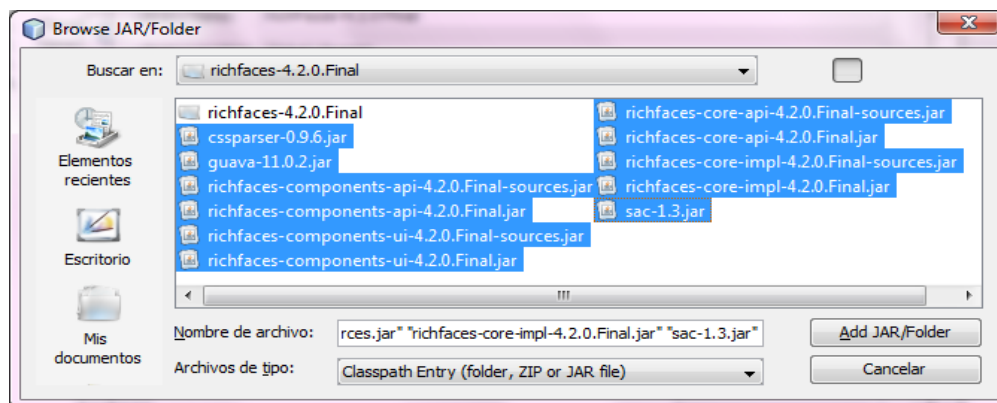 Browse JAR/Folder
Buscar en:
richfaces-4.2.0.Final
Elementos
recientes
Escritorio
Mis
documentos
richfaces-4.2.0.Final
cssparser-0.9.6.jar
guava-11.0.2.jar
richfaces-components-api-4.2.0.Final-sources.jar
richfaces-components-api-4.2.0.Final.jar
richfaces-components-ui-4.2.0.Final-sources.jar
richfaces-components-ui-4.2.0.Final.jar
richfaces-core-api-4.2.0.Final-sources.jar
richfaces-core-api-4.2.0.Final.jar
richfaces-core-impl-4.2.0.Final-sources.jar
richfaces-core-impl-4.2.0.Final.jar
sac-1.3.jar
Nombre de archivo:
rces.jar" "richfaces-core-impl-4.2.0.Final.jar" "sac-1.3.jar"
Add JAR/Folder
Archivos de tipo:
Classpath Entry (folder, ZIP or JAR file)
Cancelar